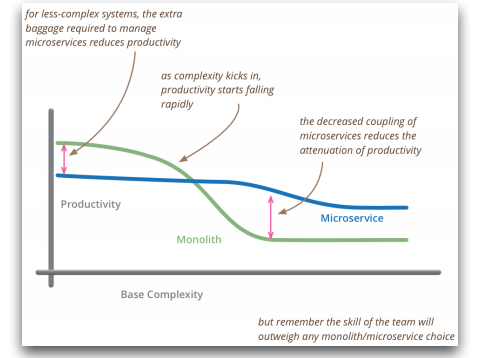 for less-complex systems, the extra
baggage required to manage
microservices reduces productivity
as complexity kicks in,
productivity starts falling
rapidly
the decreased coupling of
microservices reduces the
attenuation of productivity
Productivity
Microservice
Monolith
Base Complexity
but remember the skill of the team will
outweigh any monolith/microservice choice